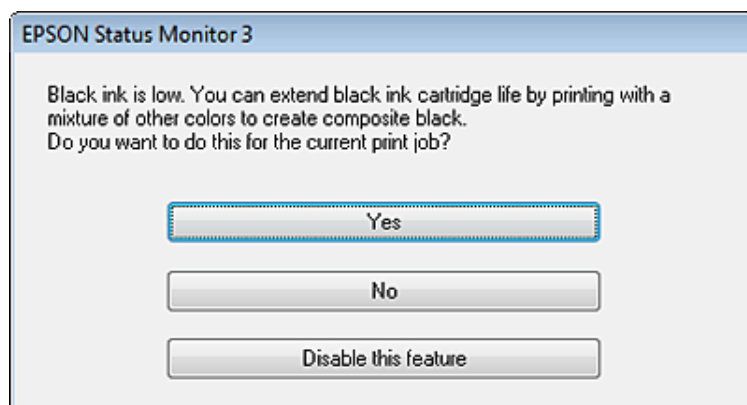 EPSON Status Monitor 3
Black ink is low. You can extend black ink cartridge life by printing with a
mixture of other colors to create composite black.
Do you want to do this for the current print job?
Yes
No
Disable this feature